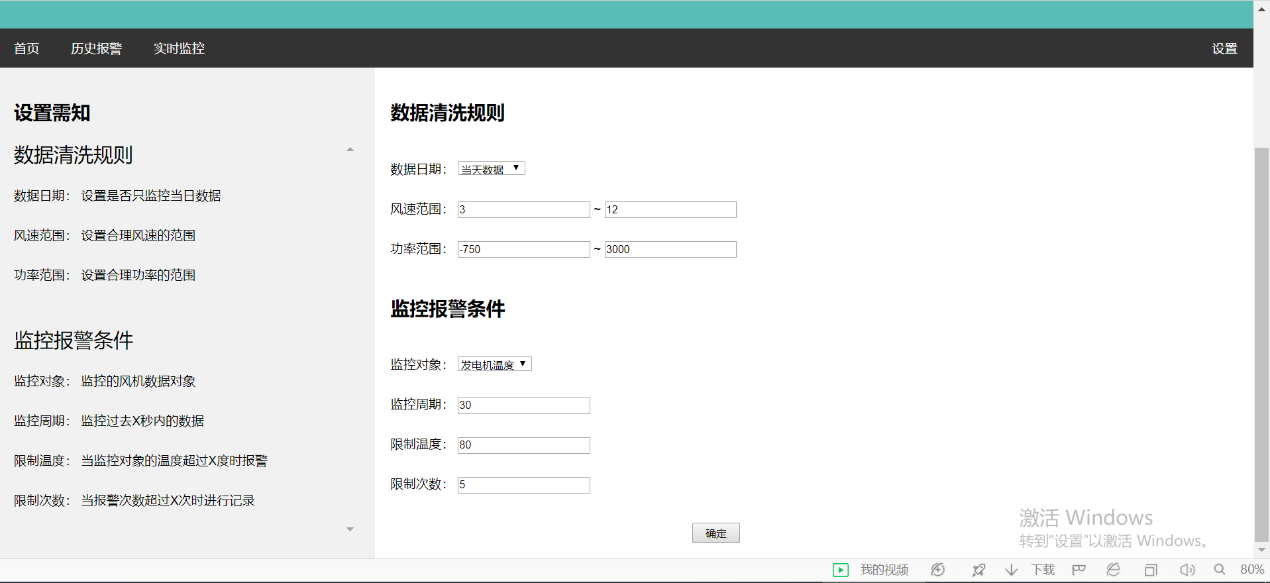 首页 历史报警 实时监控 设置
设置需知
数据清洗规则
数据日期： 设置是否只监控当日数据
风速范围： 设置合理风速的范围
功率范围： 设置合理功率的范围
监控报警条件
监控对象： 监控的风机数据对象
监控周期： 监控过去X秒内的数据
限制温度： 当监控对象的温度超过X度时报警
限制次数： 当报警次数超过X次时进行记录
数据清洗规则
数据日期： 当天数据
风速范围： 3 ~ 12
功率范围： -750 ~ 3000
监控报警条件
监控对象： 发电机温度
监控周期： 30
限制温度： 80
限制次数： 5
确定
激活 Windows
转到"设置"以激活 Windows。
我的视频 下载 80%